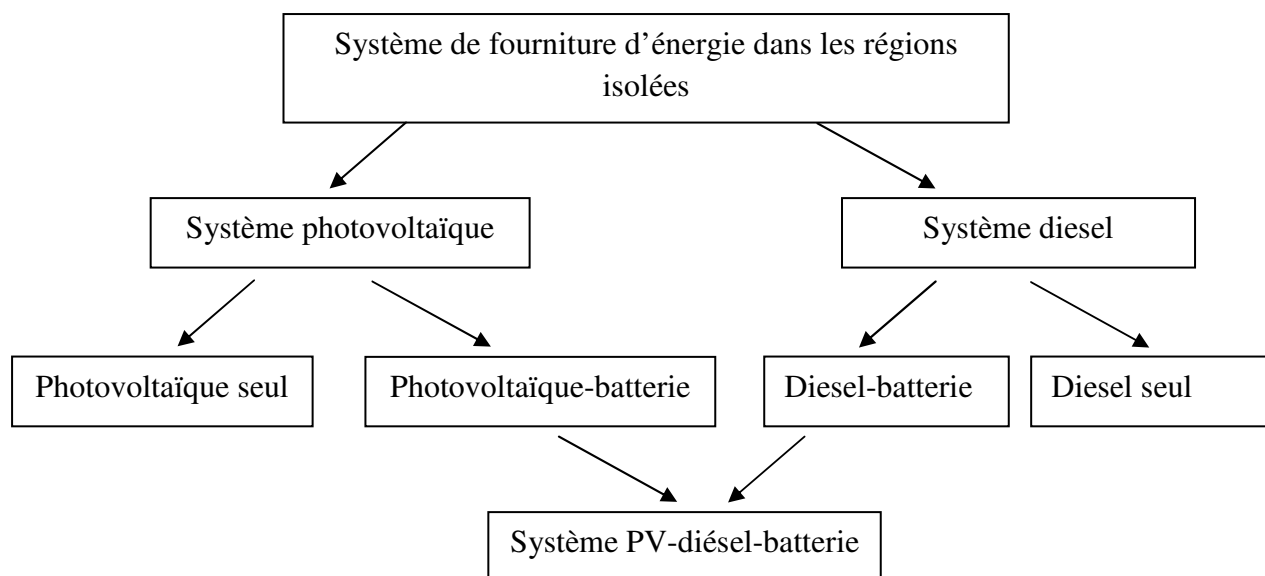 Système de fourniture d’énergie dans les régions
isolées
Système photovoltaïque
Système diesel
Photovoltaïque seul
Photovoltaïque-batterie
Diesel-batterie
Diesel seul
Système PV-diésel-batterie